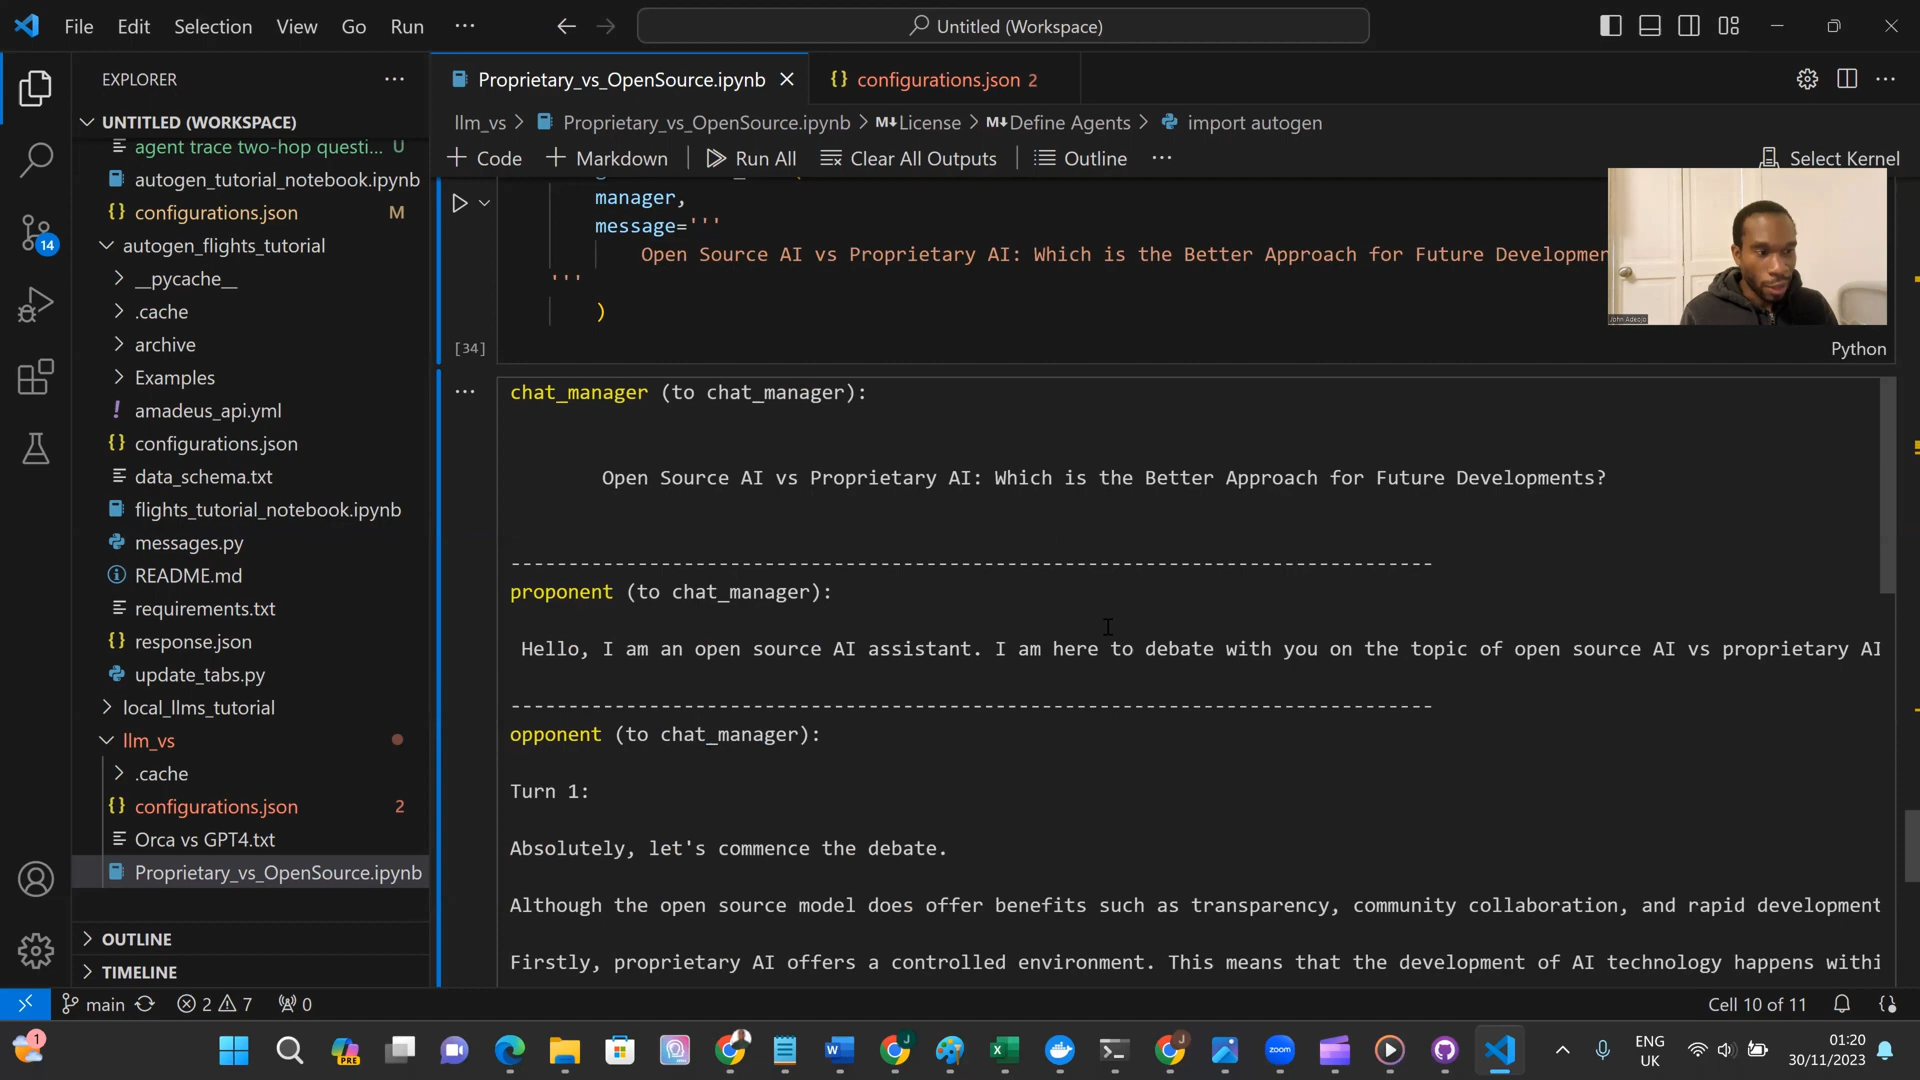 File Edit Selection View Go Run ···
Untitled (Workspace)
EXPLORER
Proprietary_vs_OpenSource.ipynb
configurations.json 2
UNTITLED (WORKSPACE)
agent trace two-hop questi... U
autogen_tutorial_notebook.ipynb
configurations.json M
autogen_flights_tutorial
__pycache__
.cache
archive
Examples
amadeus_api.yml
configurations.json
data_schema.txt
flights_tutorial_notebook.ipynb
messages.py
README.md
requirements.txt
response.json
update_tabs.py
local_llms_tutorial
llm_vs
.cache
configurations.json 2
Orca vs GPT4.txt
Proprietary_vs_OpenSource.ipynb
OUTLINE
TIMELINE
14
llm_vs > Proprietary_vs_OpenSource.ipynb > M↓License > M↓Define Agents > import autogen
+ Code + Markdown Run All Clear All Outputs Outline ···
Select Kernel
manager,
message='''
Open Source AI vs Proprietary AI: Which is the Better Approach for Future Developmen
'''
)
[34]
Python
John Adeojo
chat_manager (to chat_manager):
Open Source AI vs Proprietary AI: Which is the Better Approach for Future Developments?
--------------------------------------------------------------------------------
proponent (to chat_manager):
Hello, I am an open source AI assistant. I am here to debate with you on the topic of open source AI vs proprietary AI
--------------------------------------------------------------------------------
opponent (to chat_manager):
Turn 1:
Absolutely, let's commence the debate.
Although the open source model does offer benefits such as transparency, community collaboration, and rapid development
Firstly, proprietary AI offers a controlled environment. This means that the development of AI technology happens withi
main 2 7 0
Cell 10 of 11
1
PRE
zoom
ENG
UK
01:20
30/11/2023